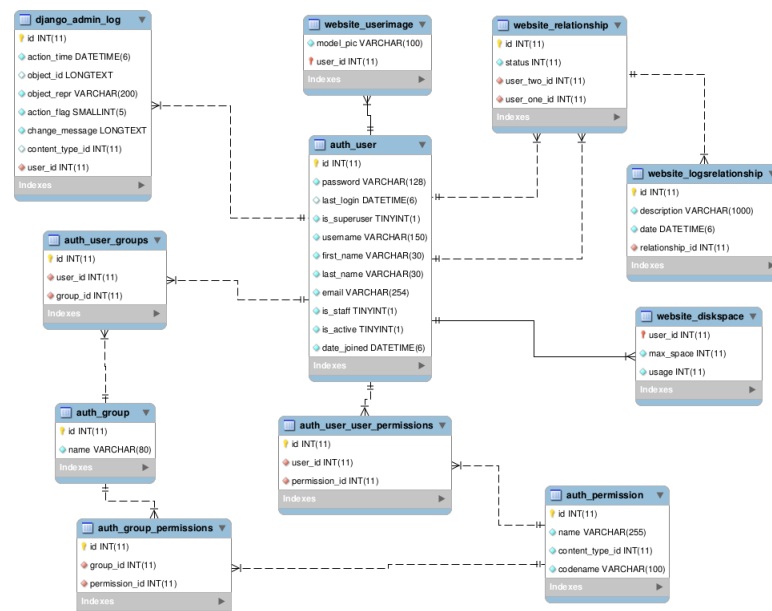 django_admin_log
id INT(11)
action_time DATETIME(6)
object_id LONGTEXT
object_repr VARCHAR(200)
action_flag SMALLINT(5)
change_message LONGTEXT
content_type_id INT(11)
user_id INT(11)
Indexes
website_userimage
model_pic VARCHAR(100)
user_id INT(11)
Indexes
website_relationship
id INT(11)
status INT(11)
user_two_id INT(11)
user_one_id INT(11)
Indexes
auth_user
id INT(11)
password VARCHAR(128)
last_login DATETIME(6)
is_superuser TINYINT(1)
username VARCHAR(150)
first_name VARCHAR(30)
last_name VARCHAR(30)
email VARCHAR(254)
is_staff TINYINT(1)
is_active TINYINT(1)
date_joined DATETIME(6)
Indexes
website_logsrelationship
id INT(11)
description VARCHAR(1000)
date DATETIME(6)
relationship_id INT(11)
Indexes
auth_user_groups
id INT(11)
user_id INT(11)
group_id INT(11)
Indexes
website_diskspace
user_id INT(11)
max_space INT(11)
usage INT(11)
Indexes
auth_group
id INT(11)
name VARCHAR(80)
Indexes
auth_user_user_permissions
id INT(11)
user_id INT(11)
permission_id INT(11)
Indexes
auth_permission
id INT(11)
name VARCHAR(255)
content_type_id INT(11)
codename VARCHAR(100)
Indexes
auth_group_permissions
id INT(11)
group_id INT(11)
permission_id INT(11)
Indexes